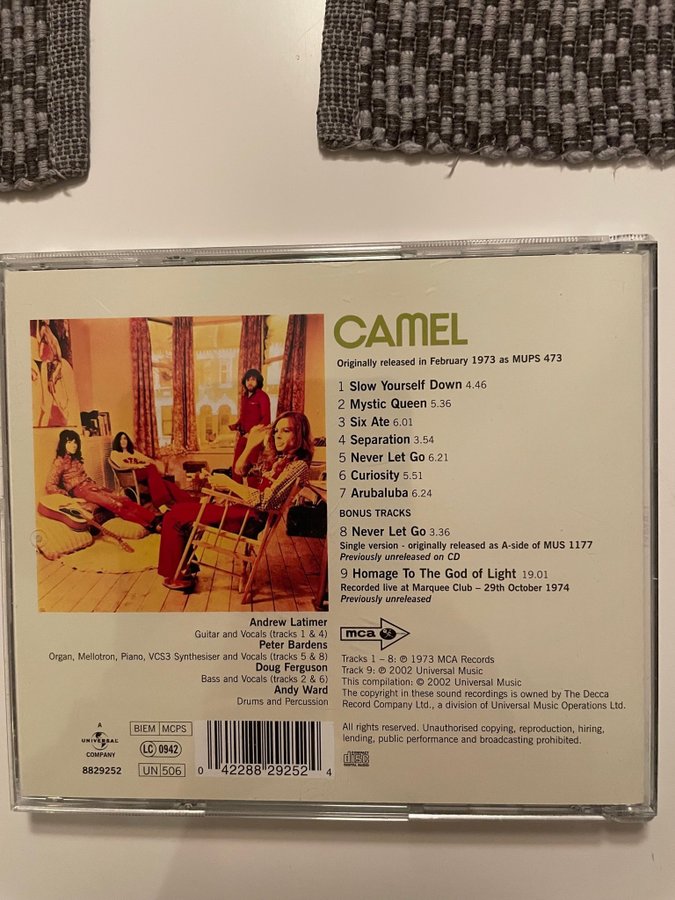 CAMEL
Originally released in February 1973 as MUPS 473
1 Slow Yourself Down 4.46
2 Mystic Queen 5.36
3 Six Ate 6.01
4 Separation 3.54
5 Never Let Go 6.21
6 Curiosity 5.51
7 Arubaluba 6.24
BONUS TRACKS
8 Never Let Go 3.36
Single version - originally released as A-side of MUS 1177
Previously unreleased on CD
9 Homage To The God of Light 19.01
Recorded live at Marquee Club – 29th October 1974
Previously unreleased
Andrew Latimer
Guitar and Vocals (tracks 1 & 4)
Peter Bardens
Organ, Mellotron, Piano, VCS3 Synthesiser and Vocals (tracks 5 & 8)
Doug Ferguson
Bass and Vocals (tracks 2 & 6)
Andy Ward
Drums and Percussion
mca
Tracks 1 – 8: ℗ 1973 MCA Records
Track 9: ℗ 2002 Universal Music
This compilation: © 2002 Universal Music
The copyright in these sound recordings is owned by The Decca
Record Company Ltd., a division of Universal Music Operations Ltd.
All rights reserved. Unauthorised copying, reproduction, hiring,
lending, public performance and broadcasting prohibited.
A
UNIVERSAL
COMPANY
8829252
BIEM MCPS
LC 0942
UN 506
0 42288 29252 4
COMPACT
disc
DIGITAL AUDIO